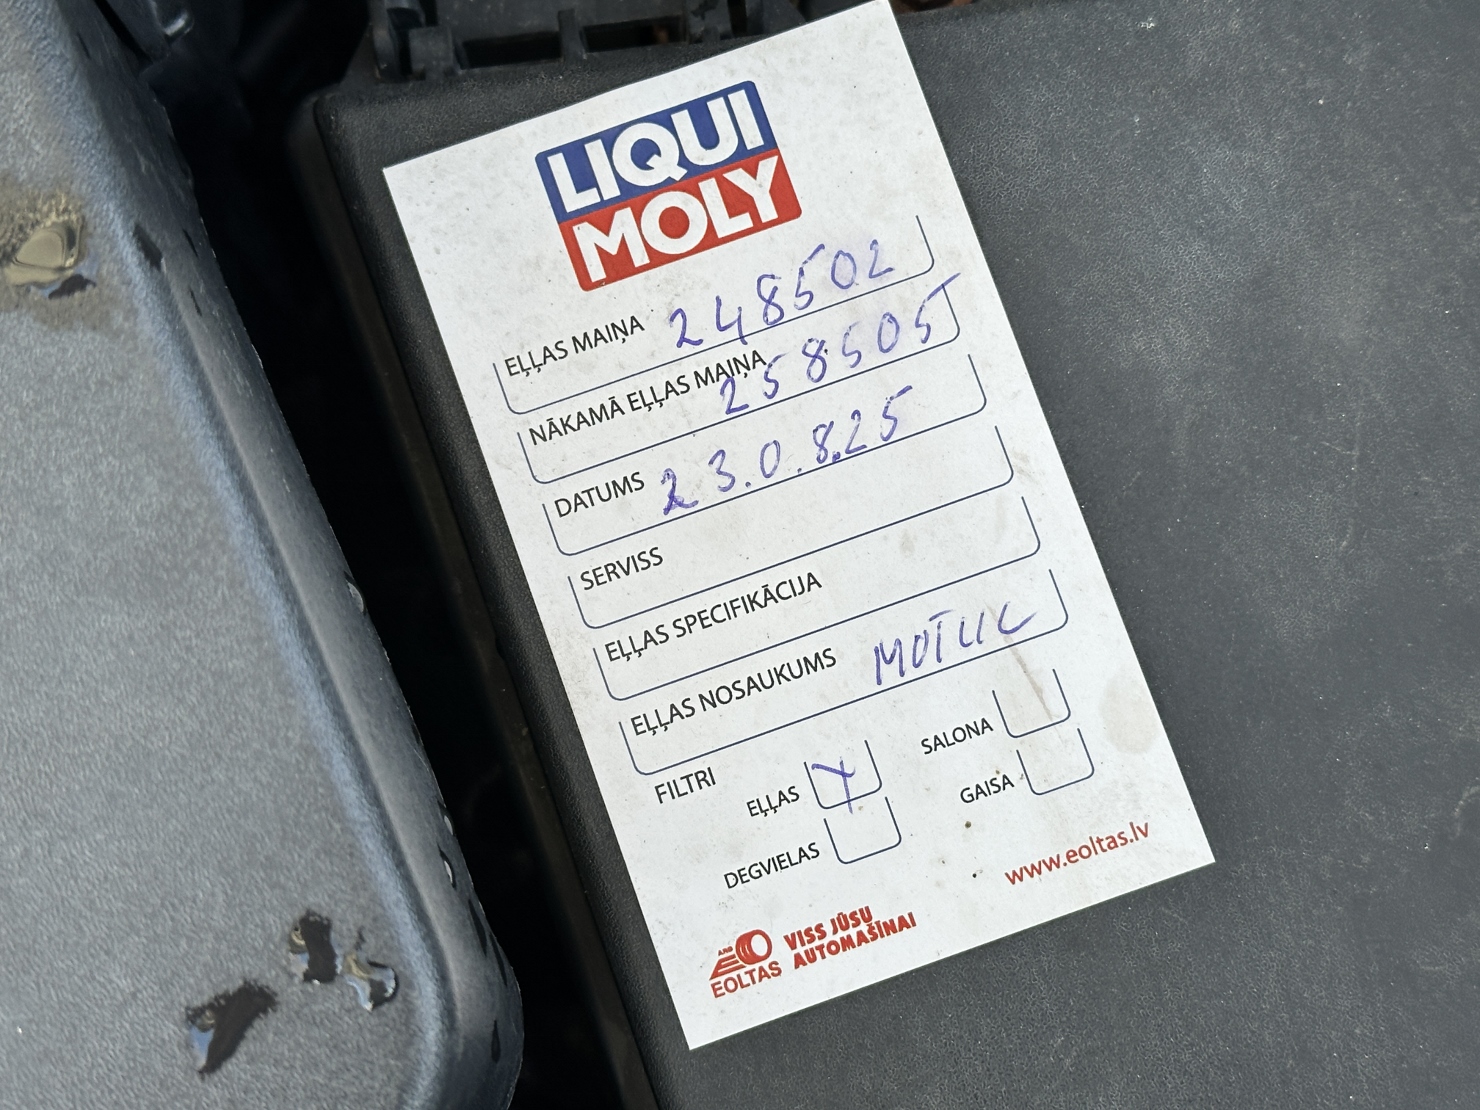 LIQUI
MOLY
EĻĻAS MAIŅA 248502
NĀKAMĀ EĻĻAS MAIŅA 258505
DATUMS 23.0.8.25
SERVISS
EĻĻAS SPECIFIKĀCIJA
EĻĻAS NOSAUKUMS MOTUL
FILTRI
EĻĻAS X
SALONA
DEGVIELAS
GAISA
www.eoltas.lv
EOLTAS
VISS JŪSU
AUTOMAŠĪNAI